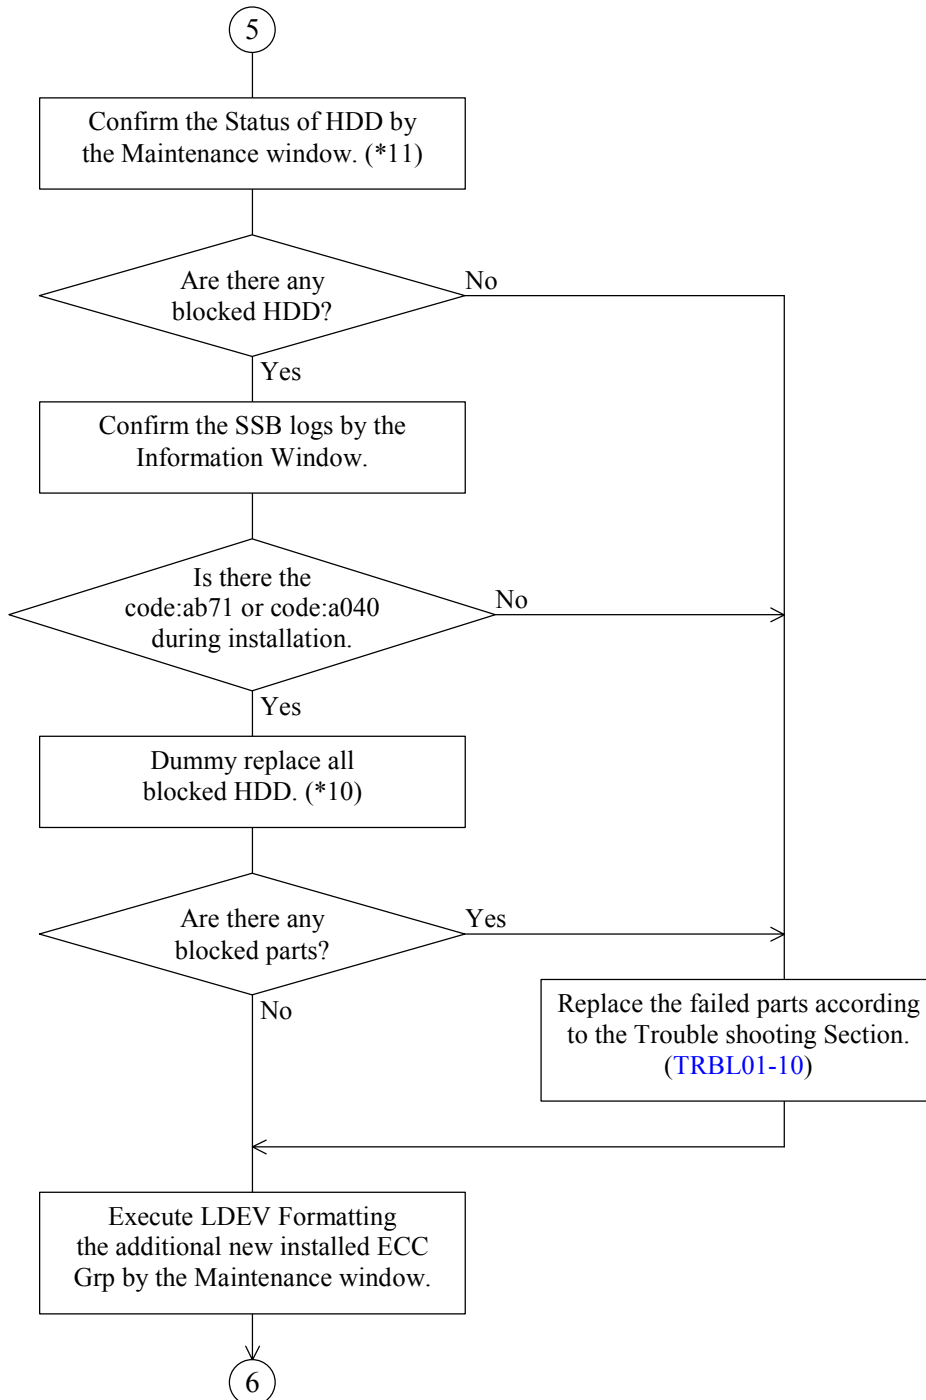 5
Confirm the Status of HDD by
the Maintenance window. (*11)
Are there any
blocked HDD?
No
Yes
Confirm the SSB logs by the
Information Window.
Is there the
code:ab71 or code:a040
during installation.
No
Yes
Dummy replace all
blocked HDD. (*10)
Are there any
blocked parts?
Yes
No
Replace the failed parts according
to the Trouble shooting Section.
(TRBL01-10)
Execute LDEV Formatting
the additional new installed ECC
Grp by the Maintenance window.
6